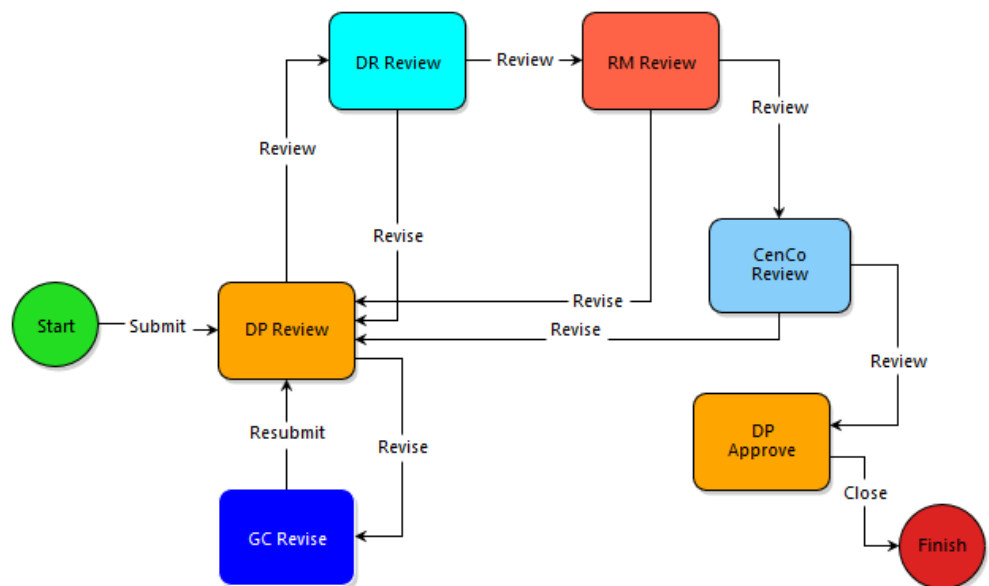 DR Review
Review
RM Review
Review
Review
Revise
CenCo
Review
Start
Submit
DP Review
Revise
Revise
Review
Resubmit
Revise
DP
Approve
Close
GC Revise
Finish